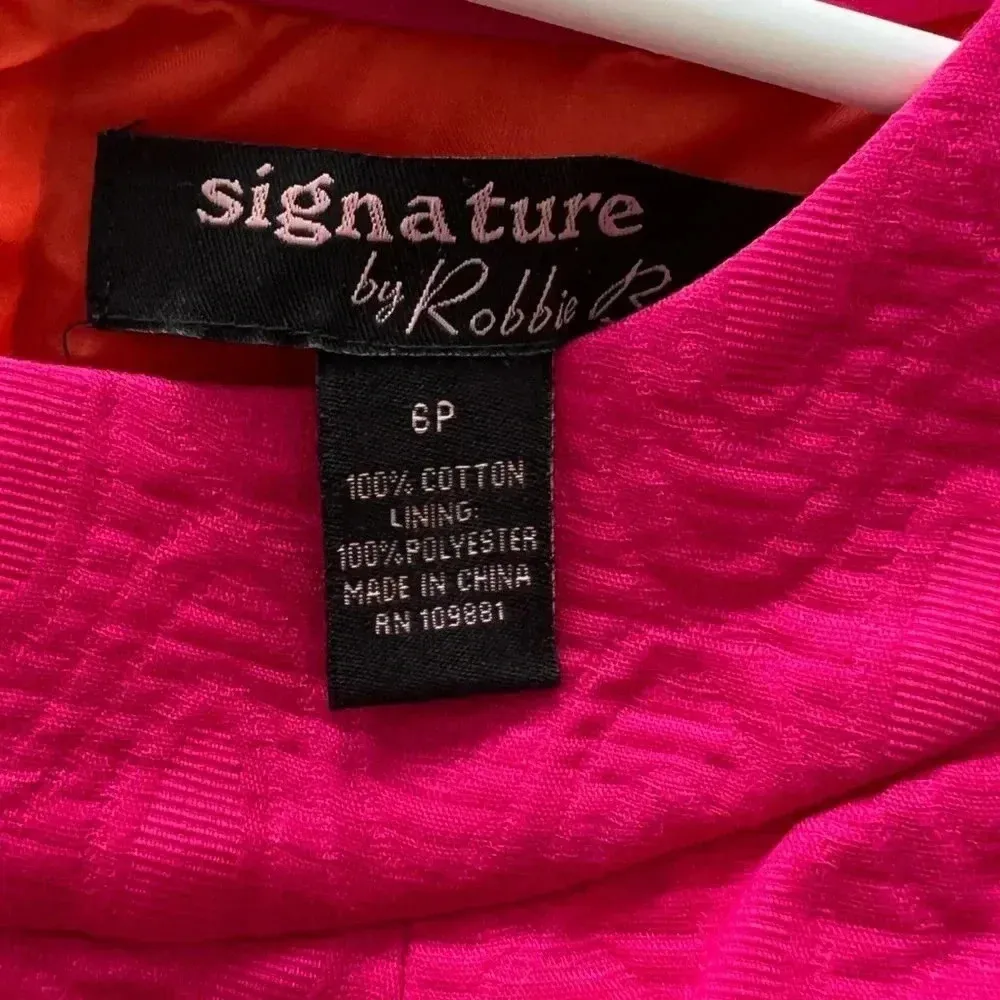 signature
by Robbie B
6P
100% COTTON
LINING:
100% POLYESTER
MADE IN CHINA
RN 109881